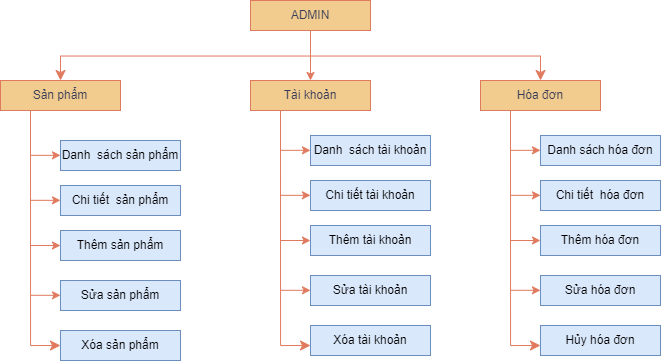 ADMIN
Sản phẩm
Tài khoản
Hóa đơn
Danh sách sản phẩm
Chi tiết sản phẩm
Thêm sản phẩm
Sửa sản phẩm
Xóa sản phẩm
Danh sách tài khoản
Chi tiết tài khoản
Thêm tài khoản
Sửa tài khoản
Xóa tài khoản
Danh sách hóa đơn
Chi tiết hóa đơn
Thêm hóa đơn
Sửa hóa đơn
Hủy hóa đơn